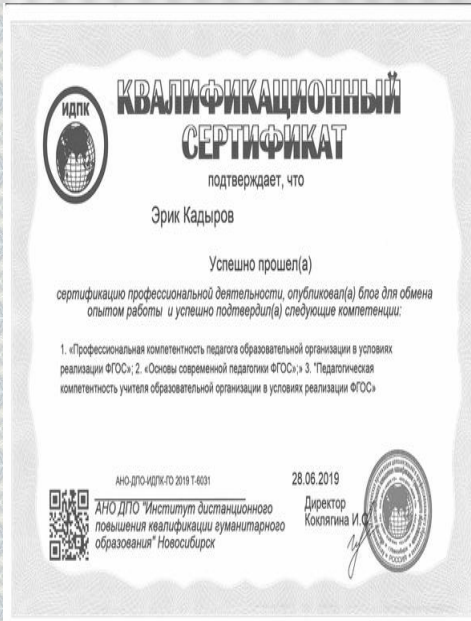 ИДПК
КВАЛИФИКАЦИОННЫЙ
СЕРТИФИКАТ
подтверждает, что
Эрик Кадыров
Успешно прошел(а)
сертификацию профессиональной деятельности, опубликовал(а) блог для обмена
опытом работы и успешно подтвердил(а) следующие компетенции:
1. «Профессиональная компетентность педагога образовательной организации в условиях
реализации ФГОС»; 2. «Основы современной педагогики ФГОС»;» 3. "Педагогическая
компетентность учителя образовательной организации в условиях реализации ФГОС»
АНО-ДПО-ИДПК-ГО 2019 Т-6031
28.06.2019
АНО ДПО "Институт дистанционного
повышения квалификации гуманитарного
образования" Новосибирск
Директор
Коклягина И.С.